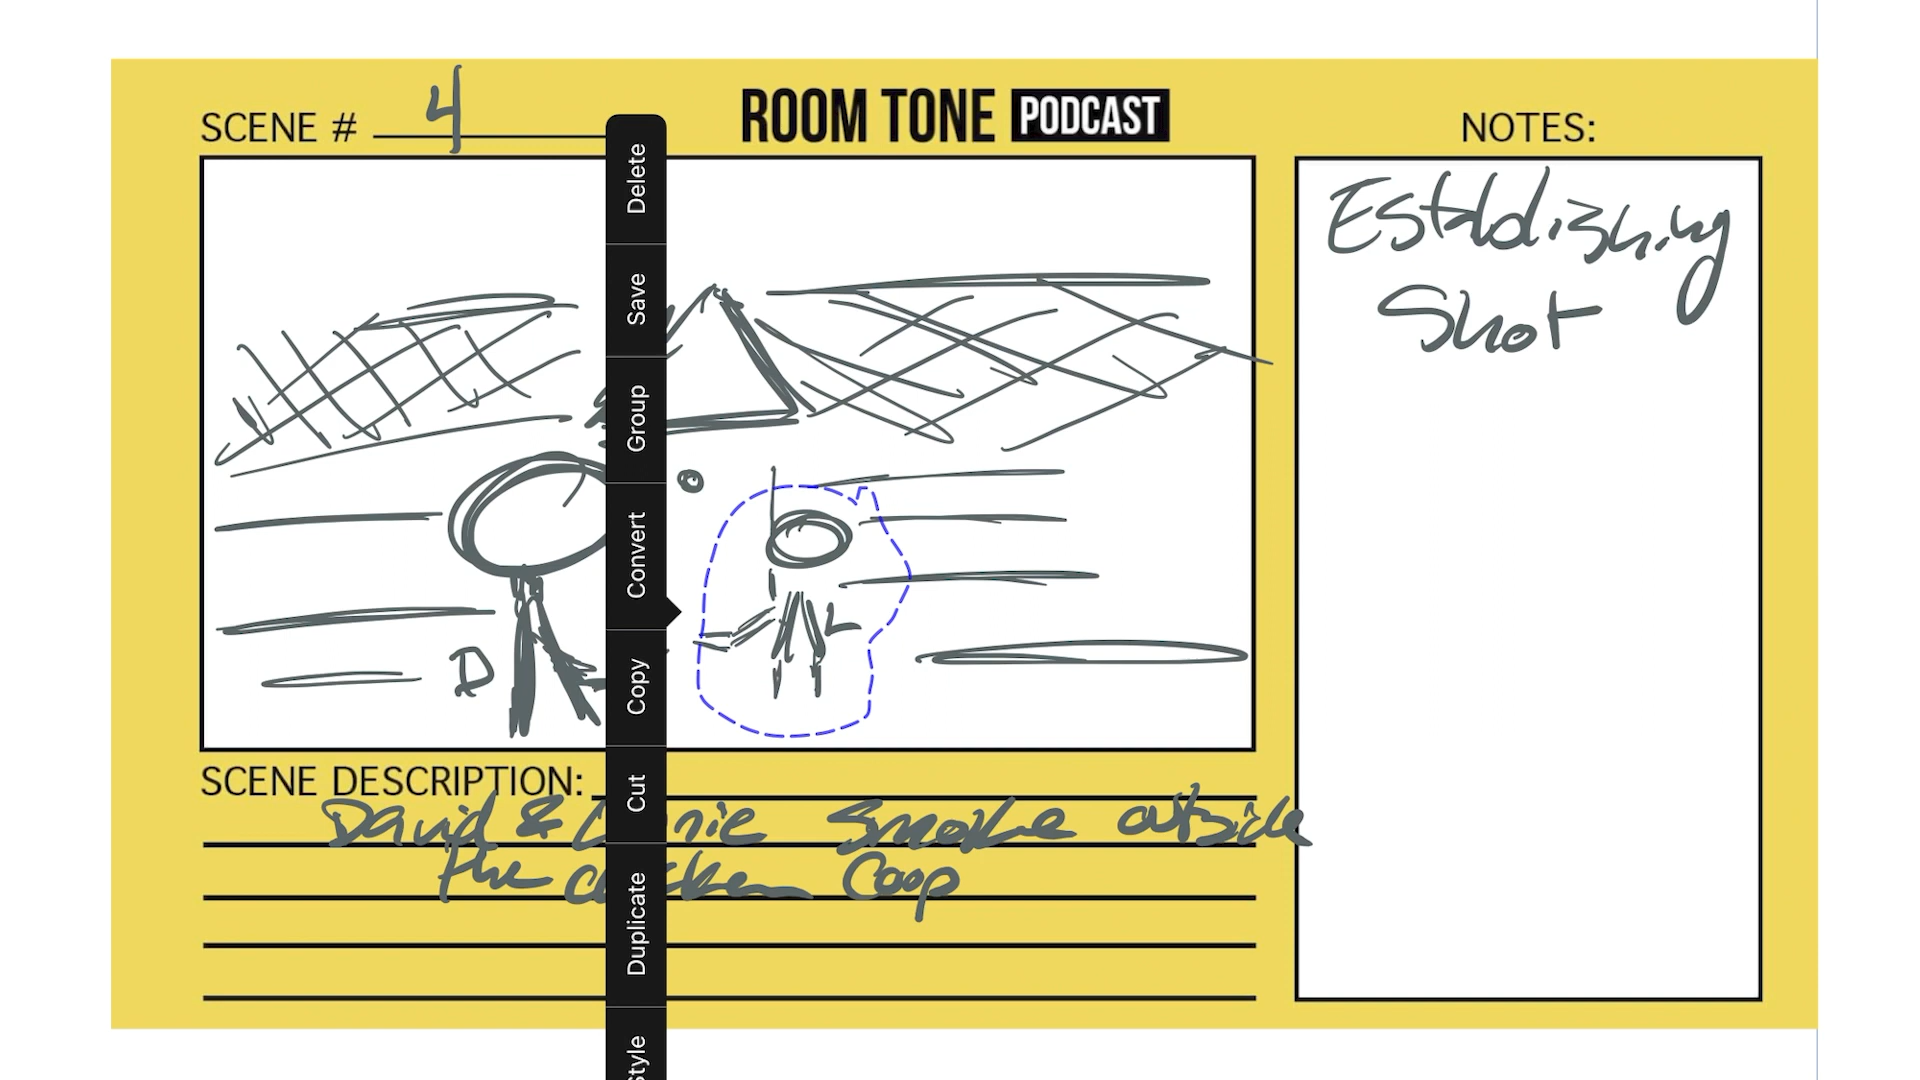 SCENE # 4
ROOM TONE PODCAST
NOTES:
Establishing
Shot
Delete
Save
Group
Convert
Copy
Cut
Duplicate
D
L
SCENE DESCRIPTION:
David & smoke outside
the Coop